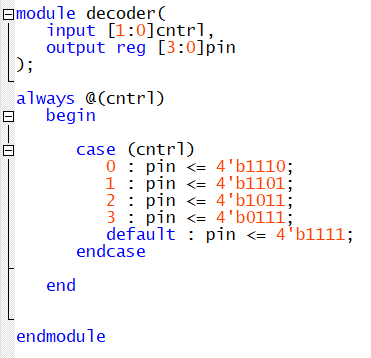 module decoder(
input [1:0]cntrl,
output reg [3:0]pin
);
always @(cntrl)
begin
case (cntrl)
0 : pin <= 4'b1110;
1 : pin <= 4'b1101;
2 : pin <= 4'b1011;
3 : pin <= 4'b0111;
default : pin <= 4'b1111;
endcase
end
endmodule